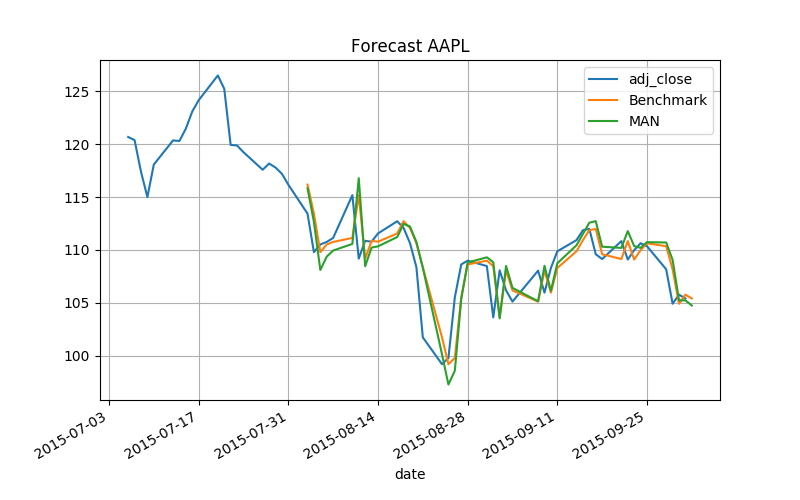 Forecast AAPL
adj_close
Benchmark
MAN
125
120
115
110
105
100
2015-07-03
2015-07-17
2015-07-31
2015-08-14
2015-08-28
2015-09-11
2015-09-25
date